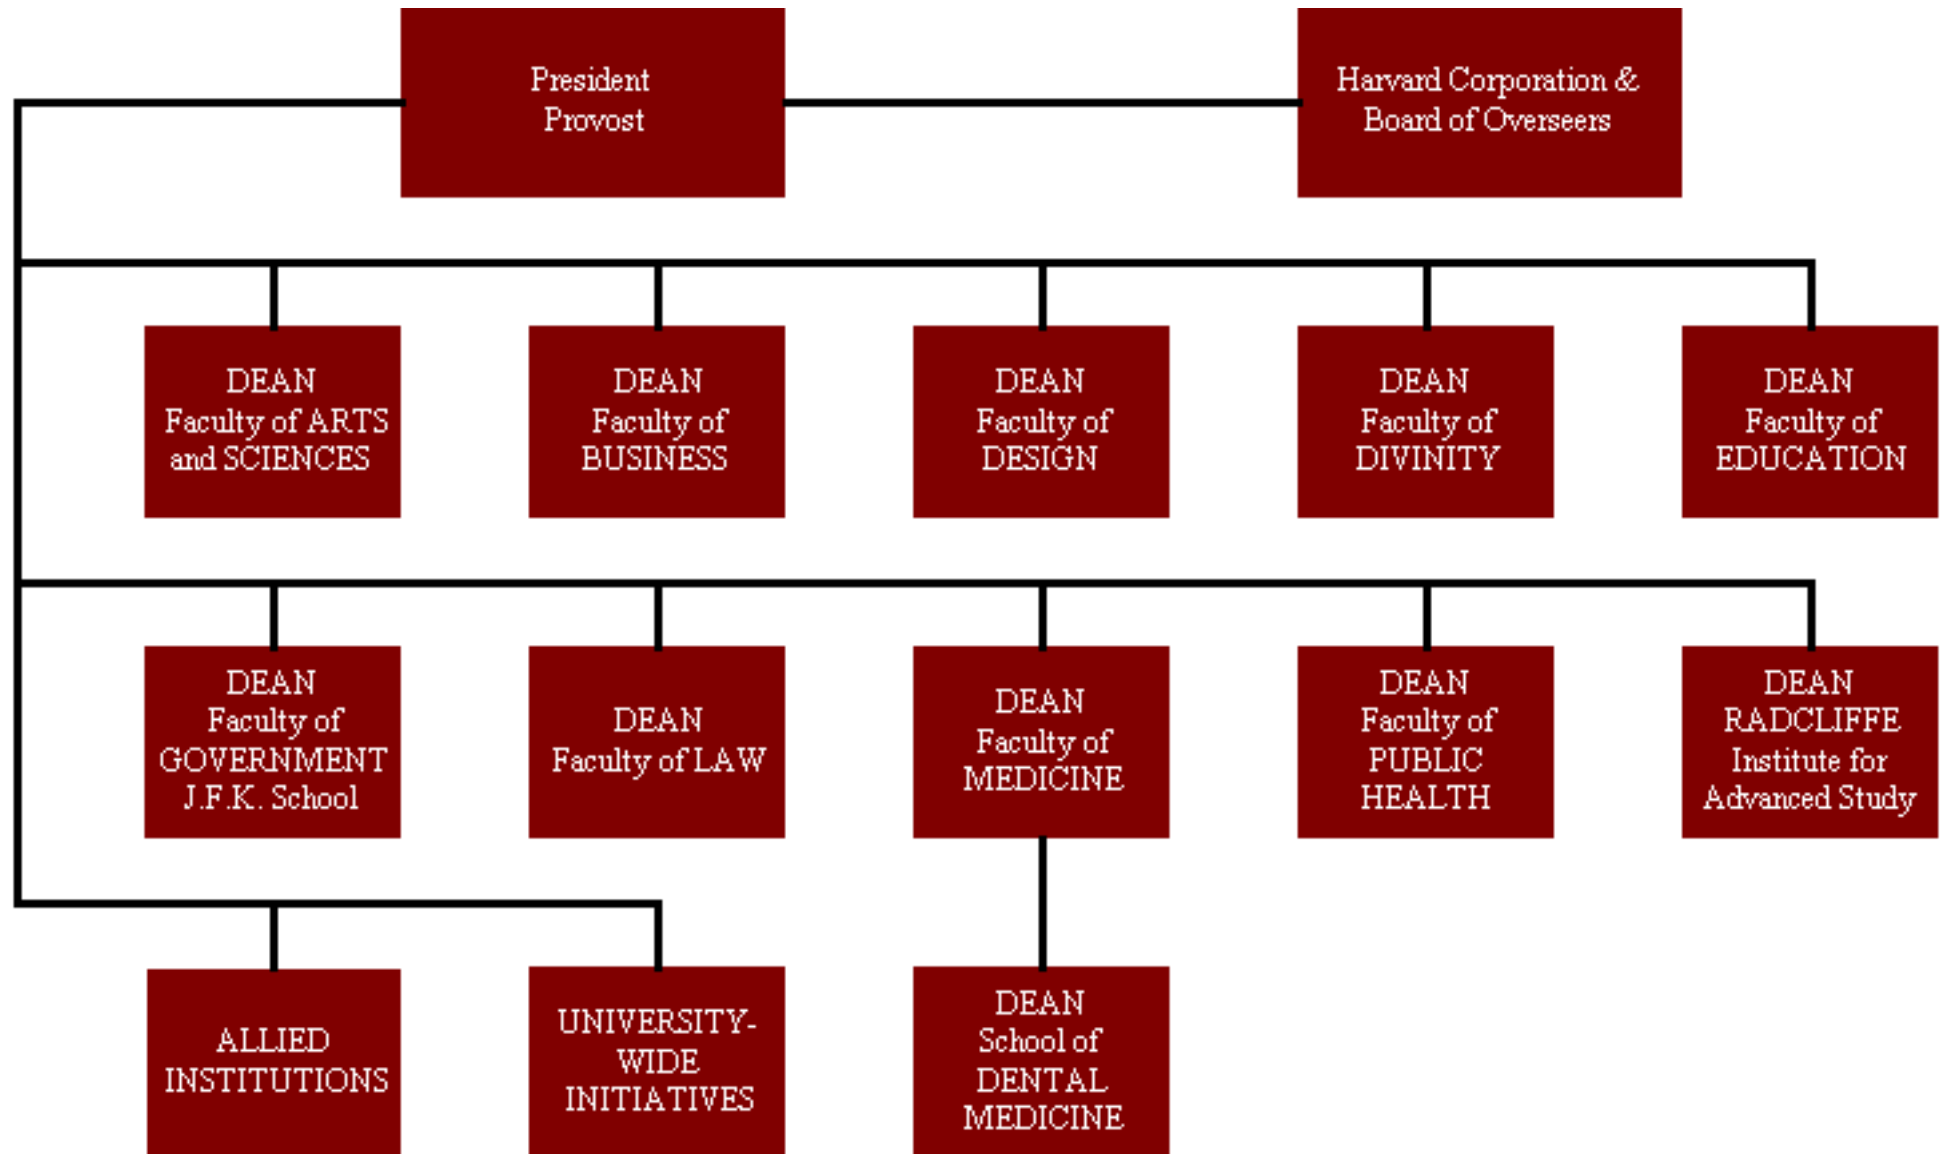 President
Provost
Harvard Corporation &
Board of Overseers
DEAN
Faculty of ARTS
and SCIENCES
DEAN
Faculty of
BUSINESS
DEAN
Faculty of
DESIGN
DEAN
Faculty of
DIVINITY
DEAN
Faculty of
EDUCATION
DEAN
Faculty of
GOVERNMENT
J.F.K. School
DEAN
Faculty of LAW
DEAN
Faculty of
MEDICINE
DEAN
Faculty of
PUBLIC
HEALTH
DEAN
RADCLIFFE
Institute for
Advanced Study
ALLIED
INSTITUTIONS
UNIVERSITY-
WIDE
INITIATIVES
DEAN
School of
DENTAL
MEDICINE